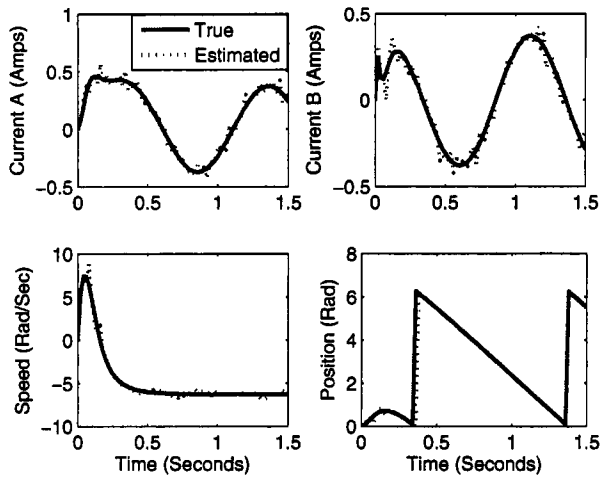 1
0.5
0
−0.5
Current A (Amps)
True
Estimated
0 0.5 1 1.5
0.5
0
−0.5
Current B (Amps)
0 0.5 1 1.5
10
5
0
−5
−10
Speed (Rad/Sec)
0 0.5 1 1.5
Time (Seconds)
8
6
4
2
0
Position (Rad)
0 0.5 1 1.5
Time (Seconds)